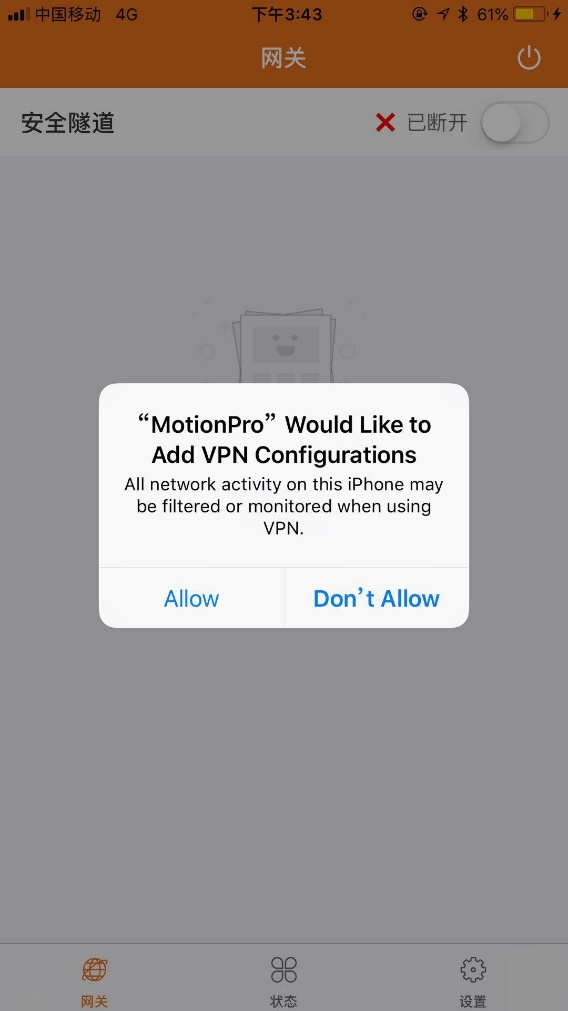 中国移动 4G 下午3:43 61%
网关
安全隧道 已断开
“MotionPro” Would Like to
Add VPN Configurations
All network activity on this iPhone may
be filtered or monitored when using
VPN.
Allow Don’t Allow
网关 状态 设置